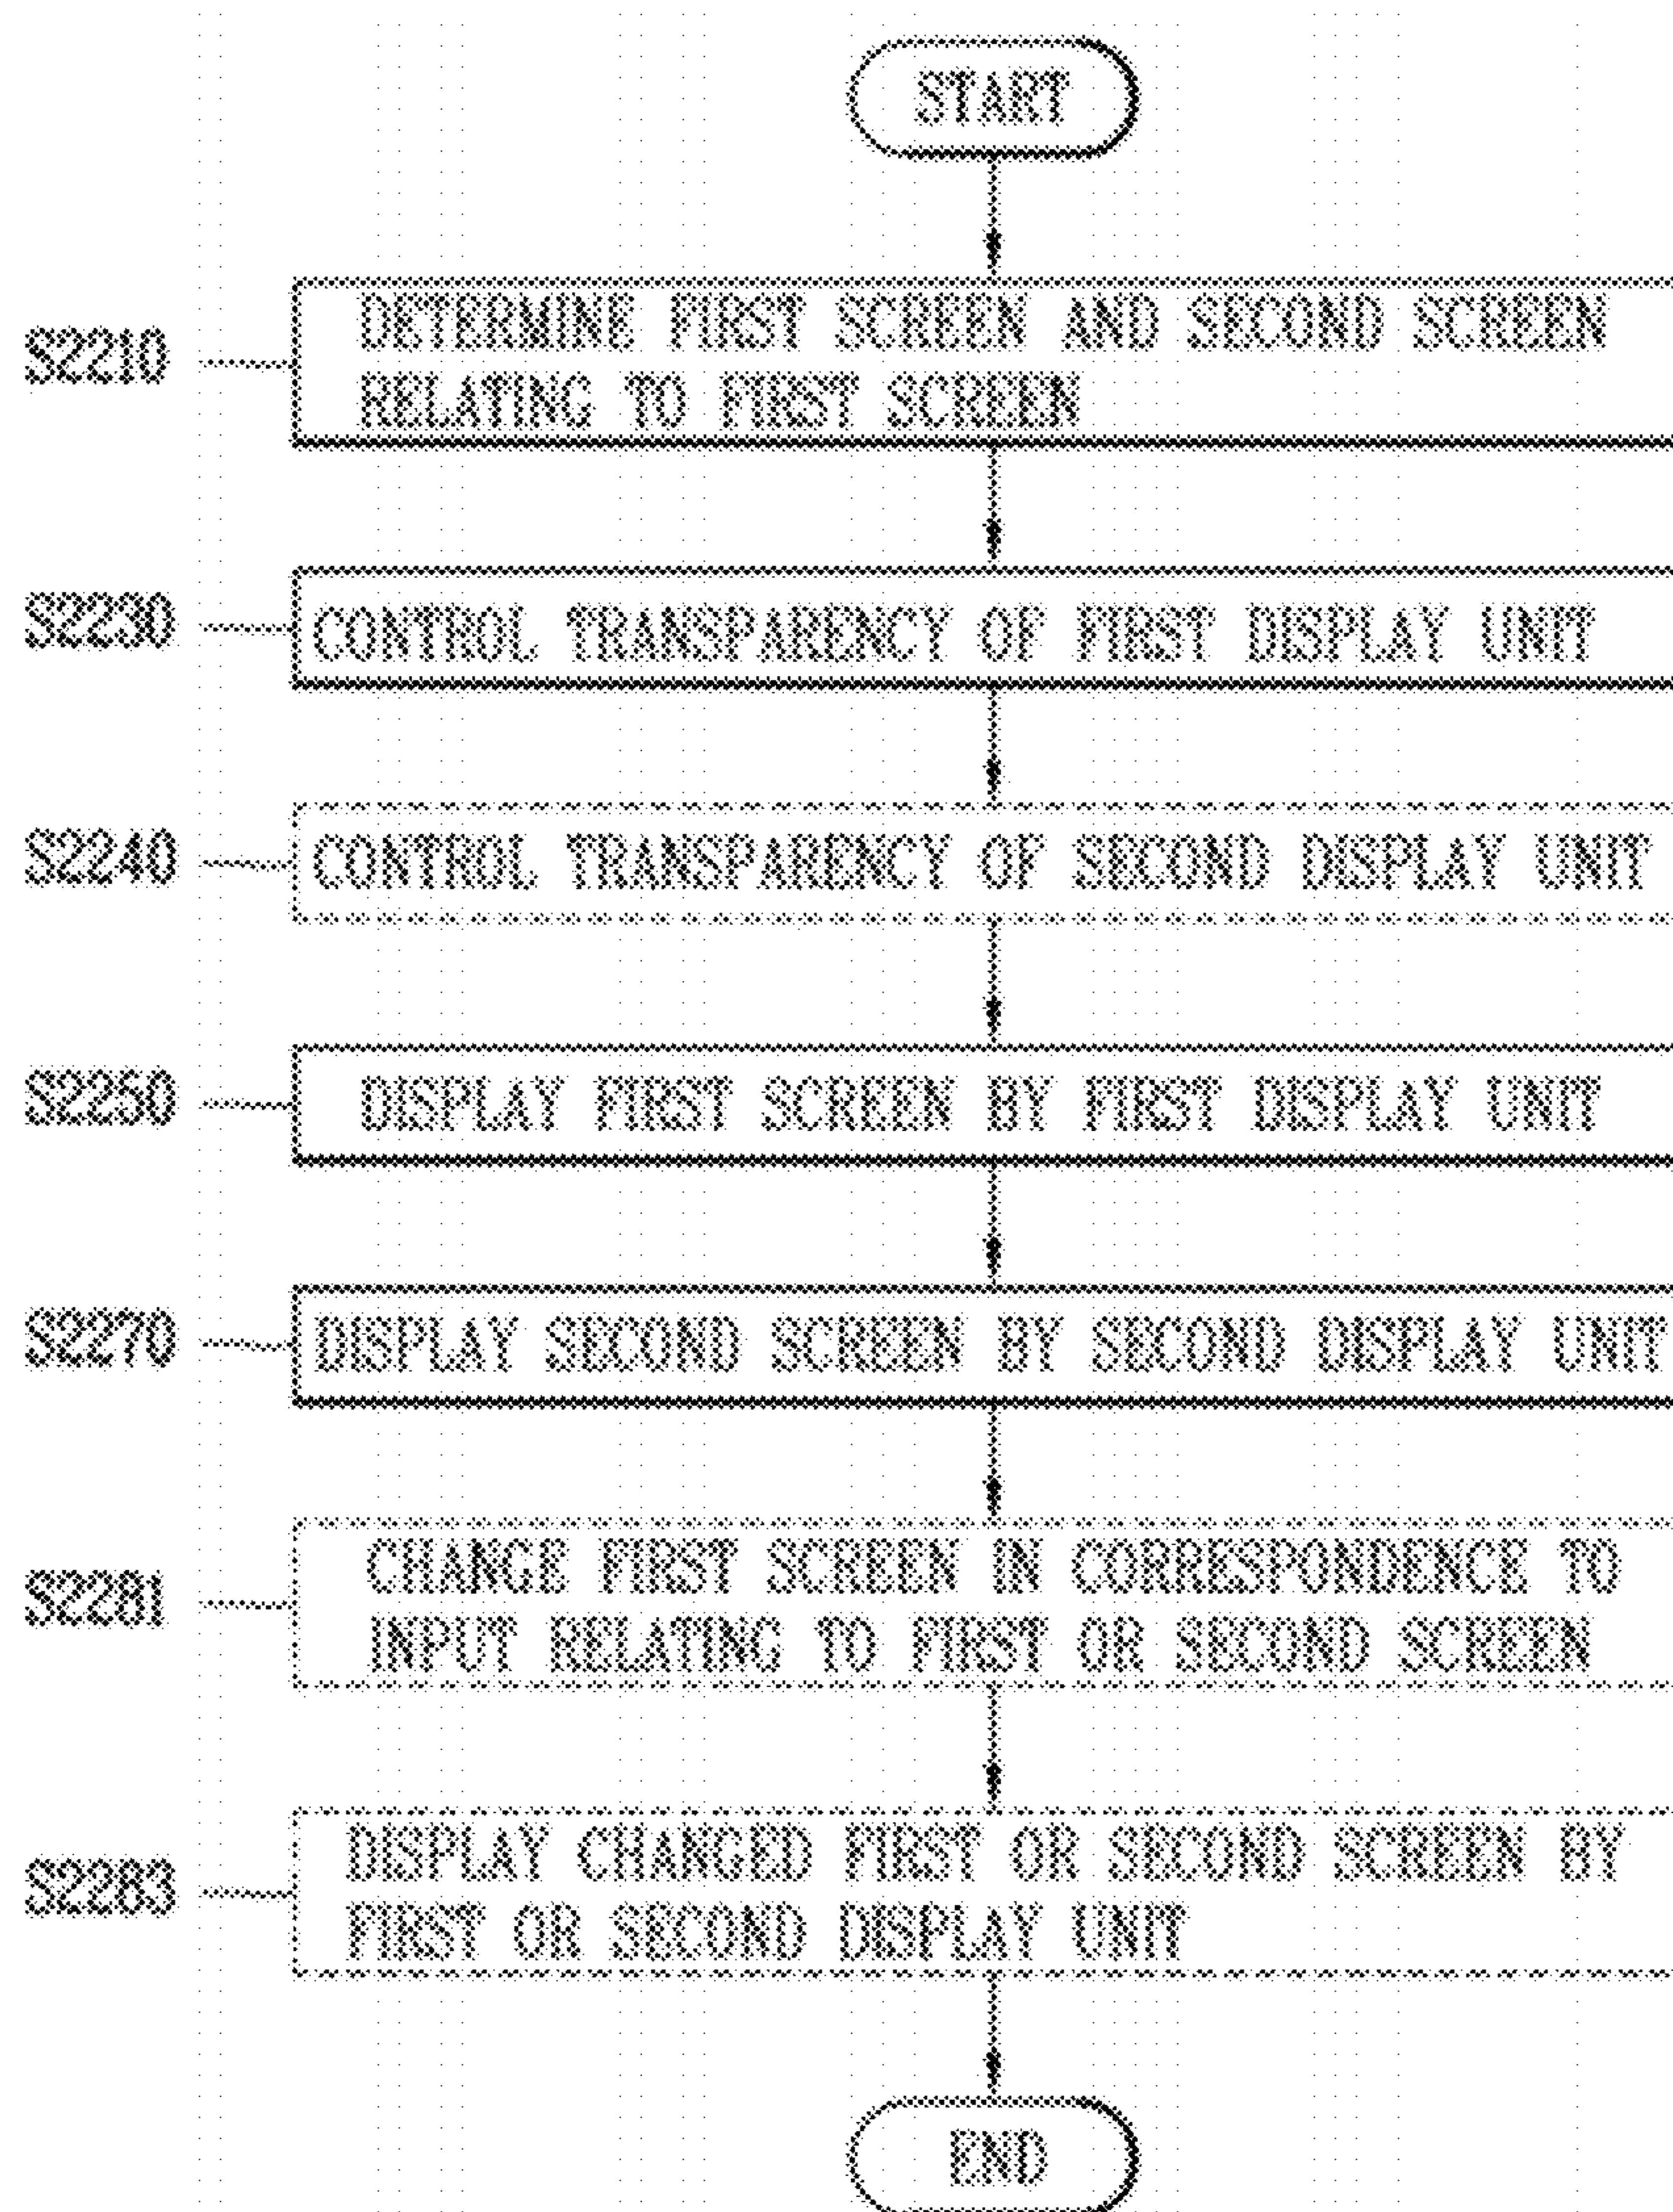 START
S2210
DETERMINE FIRST SCREEN AND SECOND SCREEN
RELATING TO FIRST SCREEN
S2230
CONTROL TRANSPARENCY OF FIRST DISPLAY UNIT
S2240
CONTROL TRANSPARENCY OF SECOND DISPLAY UNIT
S2250
DISPLAY FIRST SCREEN BY FIRST DISPLAY UNIT
S2270
DISPLAY SECOND SCREEN BY SECOND DISPLAY UNIT
S2281
CHANGE FIRST SCREEN IN CORRESPONDENCE TO
INPUT RELATING TO FIRST OR SECOND SCREEN
S2283
DISPLAY CHANGED FIRST OR SECOND SCREEN BY
FIRST OR SECOND DISPLAY UNIT
END